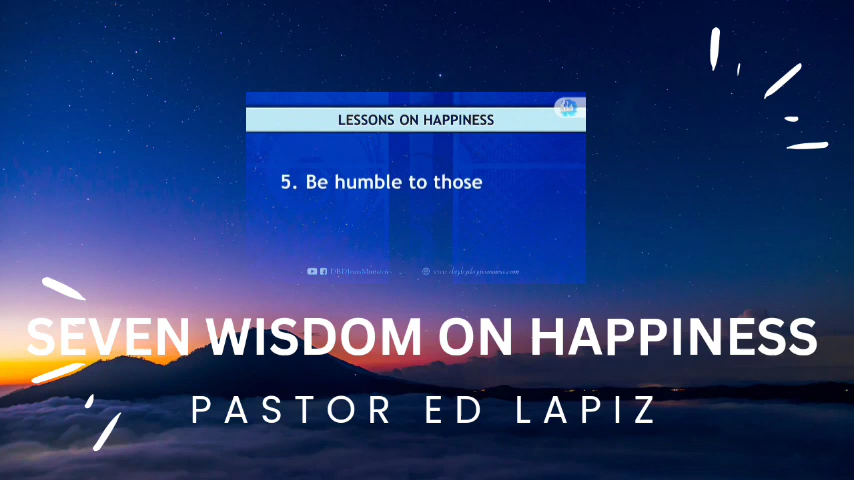 LESSONS ON HAPPINESS
5. Be humble to those
SEVEN WISDOM ON HAPPINESS
PASTOR ED LAPIZ